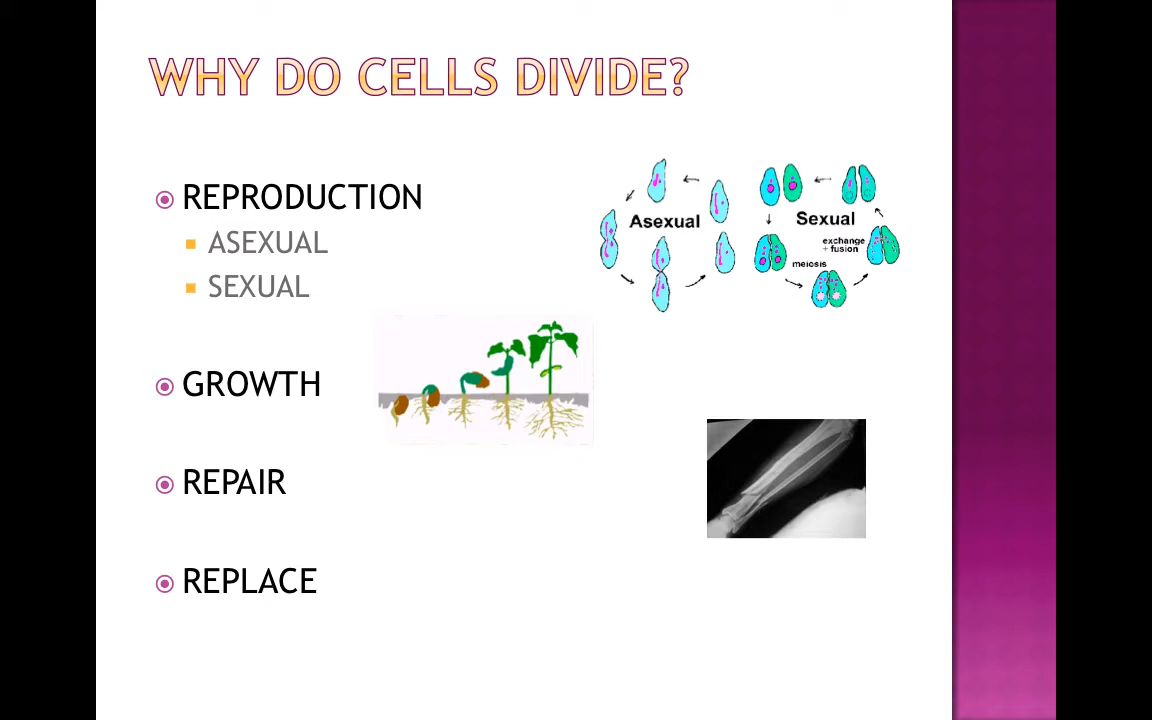 WHY DO CELLS DIVIDE?
REPRODUCTION
ASEXUAL
SEXUAL
Asexual
Sexual
exchange
+ fusion
meiosis
GROWTH
REPAIR
REPLACE